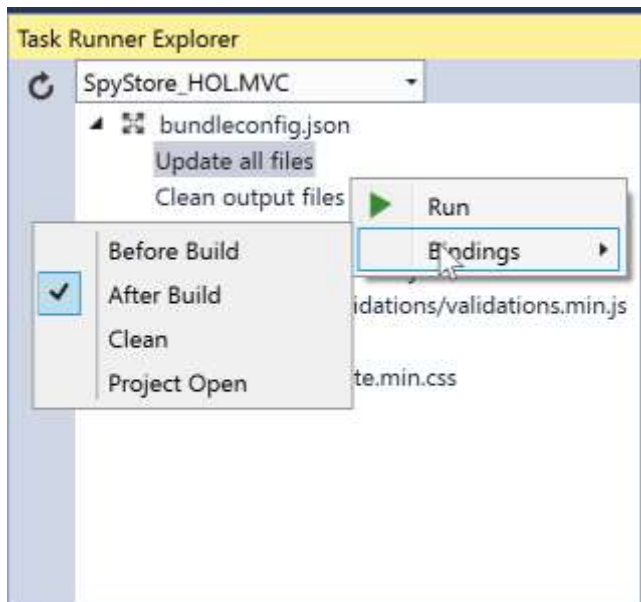 Task Runner Explorer
SpyStore_HOL.MVC
bundleconfig.json
Update all files
Clean output files
Run
Bindings
Before Build
After Build
Clean
Project Open
idations/validations.min.js
te.min.css